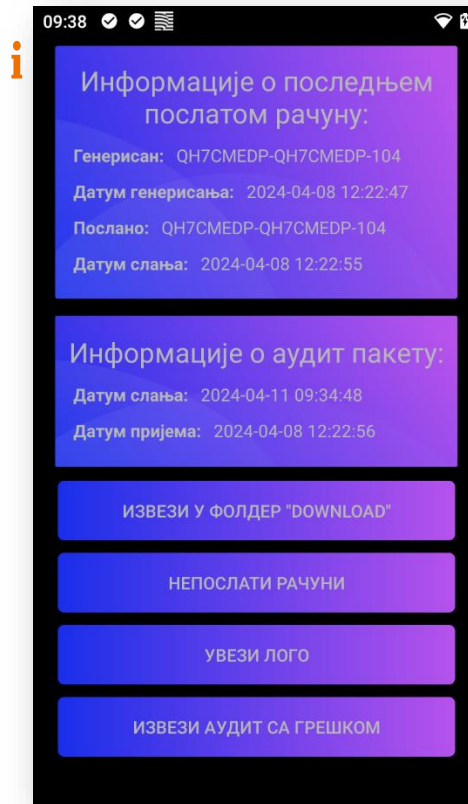 09:38
i
Информације о последњем
послатом рачуну:
Генерисан: QH7CMEDP-QH7CMEDP-104
Датум генерисања: 2024-04-08 12:22:47
Послано: QH7CMEDP-QH7CMEDP-104
Датум слања: 2024-04-08 12:22:55
Информације о аудит пакету:
Датум слања: 2024-04-11 09:34:48
Датум пријема: 2024-04-08 12:22:56
ИЗВЕЗИ У ФОЛДЕР "DOWNLOAD"
НЕПОСЛАТИ РАЧУНИ
УВЕЗИ ЛОГО
ИЗВЕЗИ АУДИТ СА ГРЕШКОМ